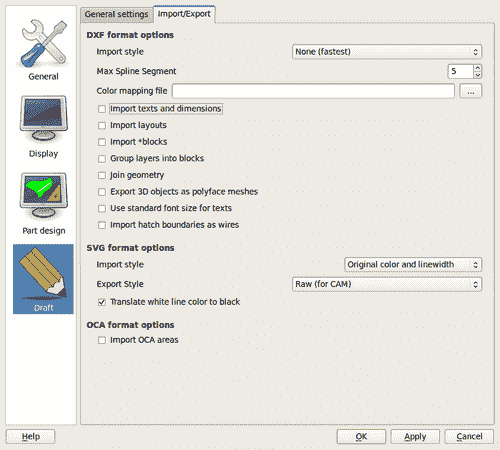 General settings
Import/Export
General
Display
Part design
Draft
DXF format options
Import style
None (fastest)
Max Spline Segment
5
Color mapping file
...
Import texts and dimensions
Import layouts
Import *blocks
Group layers into blocks
Join geometry
Export 3D objects as polyface meshes
Use standard font size for texts
Import hatch boundaries as wires
SVG format options
Import style
Original color and linewidth
Export Style
Raw (for CAM)
Translate white line color to black
OCA format options
Import OCA areas
Help
OK
Apply
Cancel